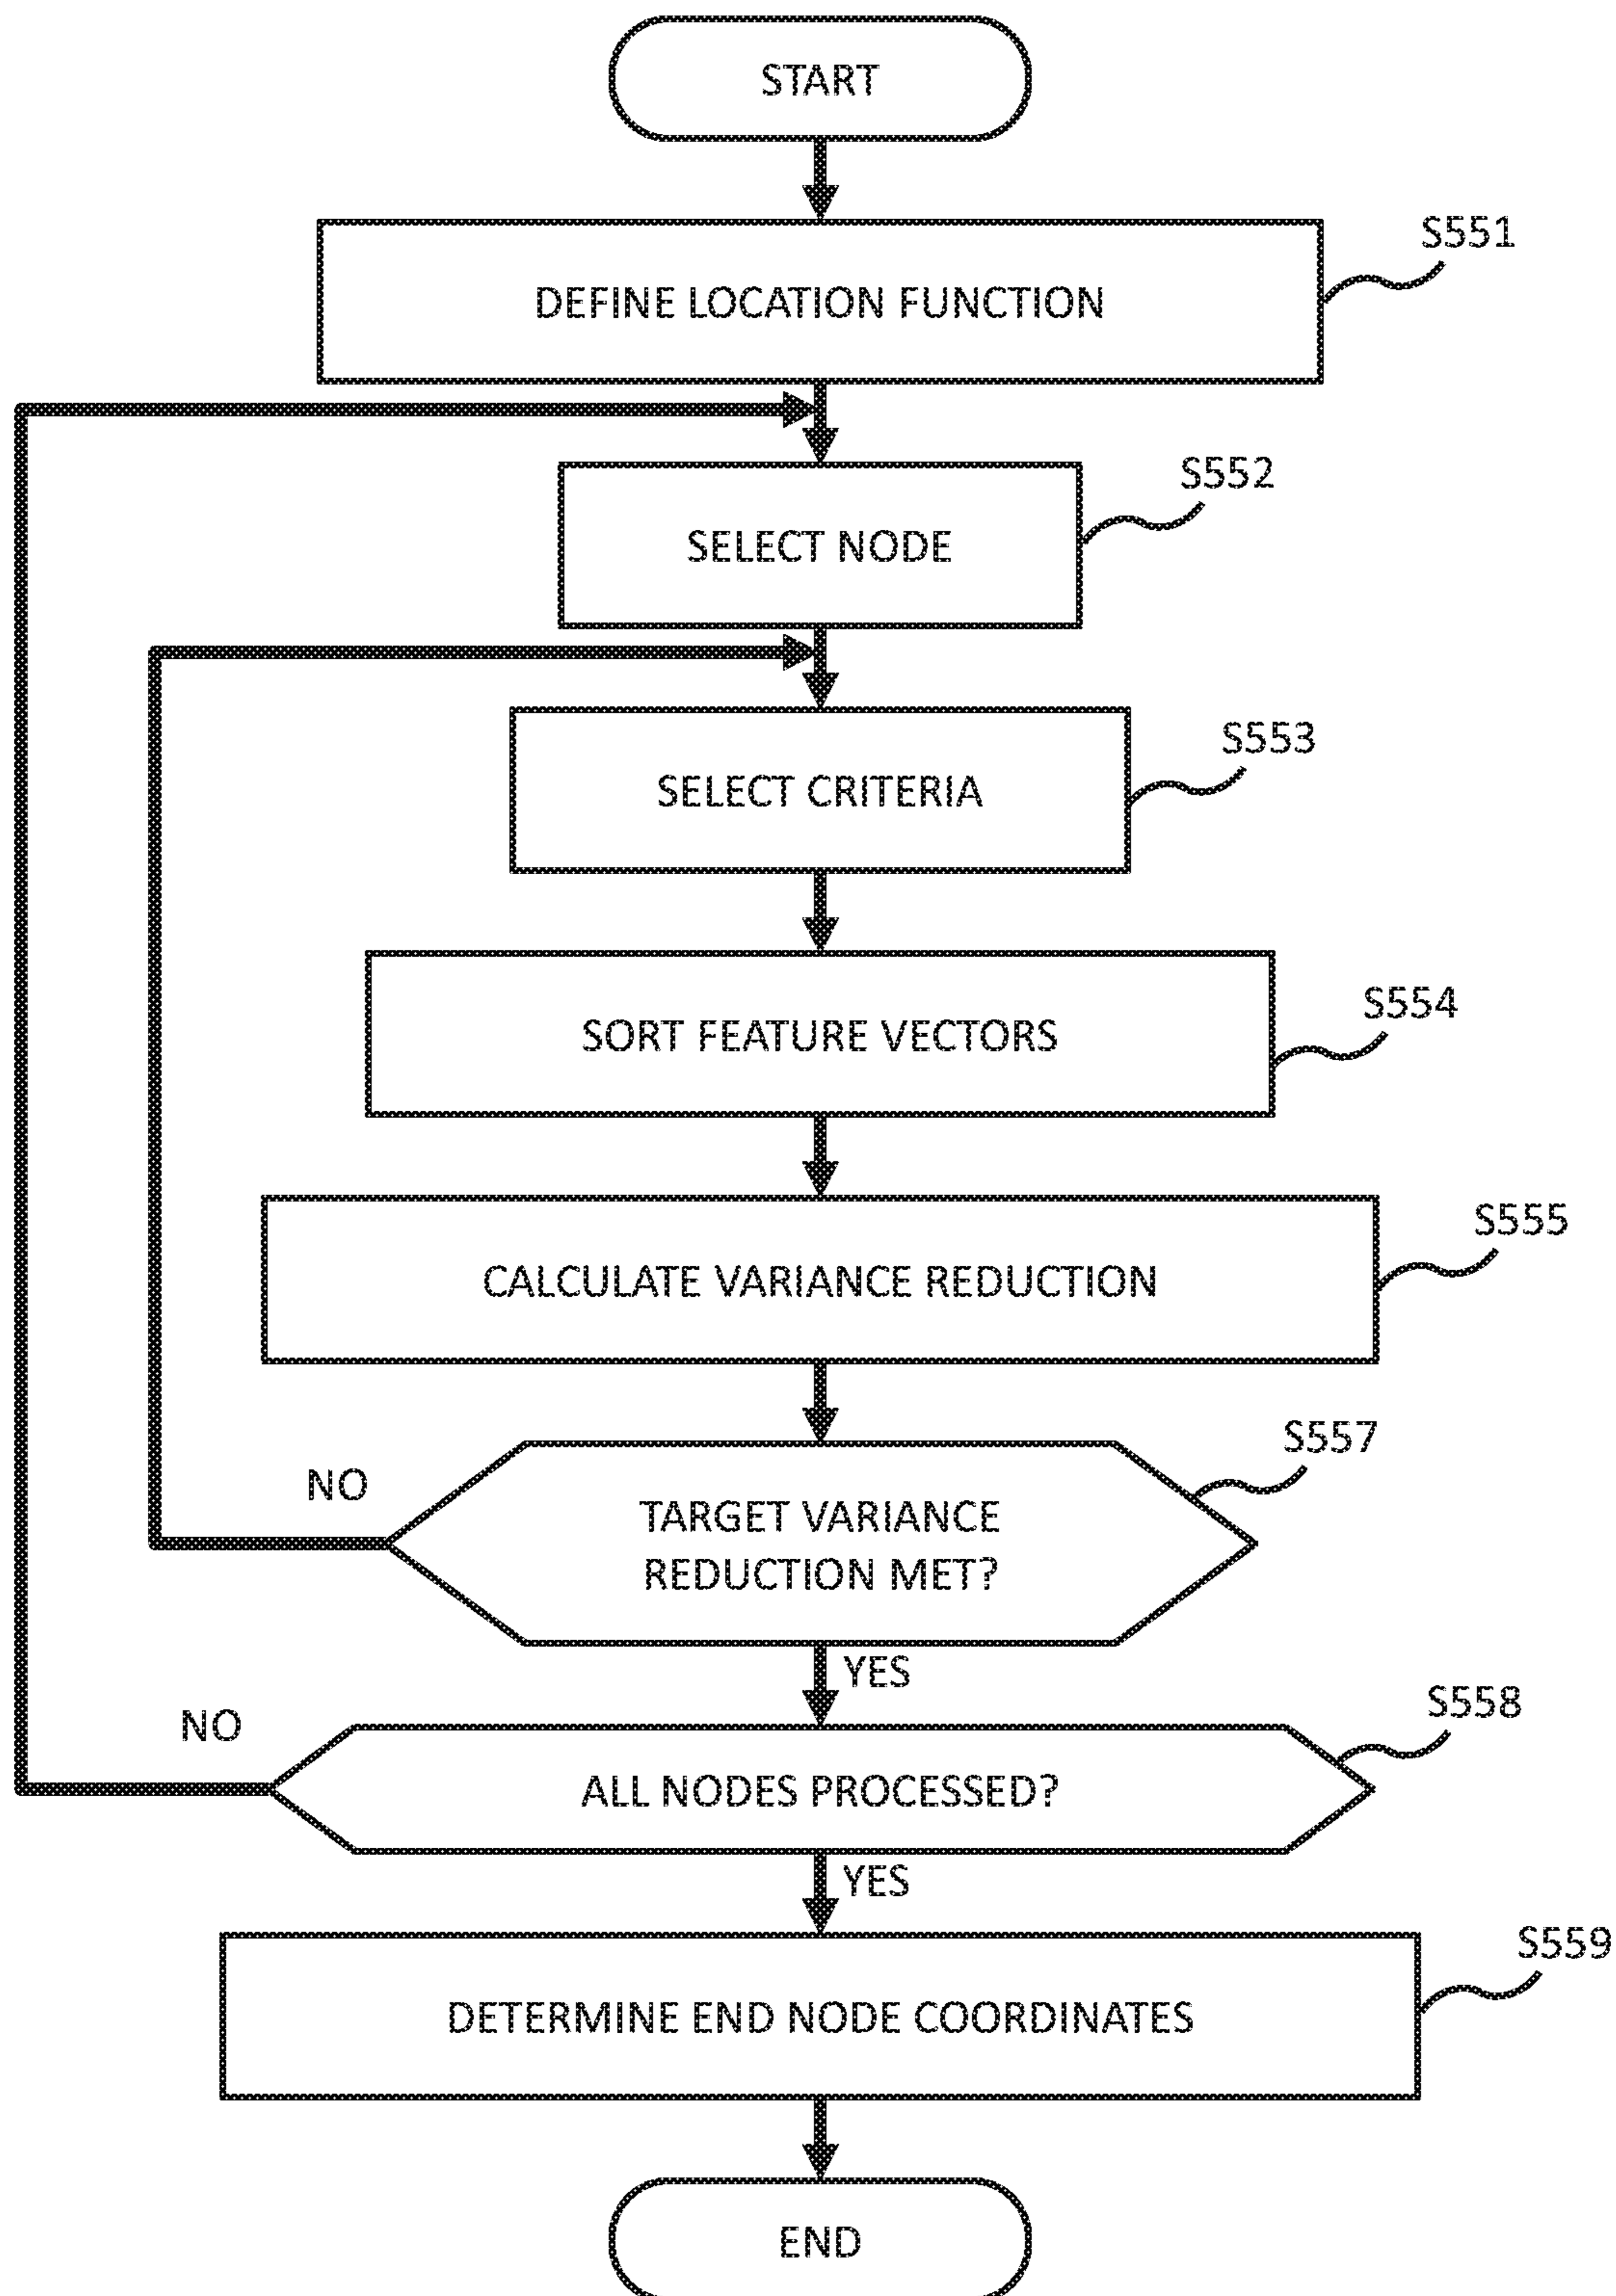 START
S551
DEFINE LOCATION FUNCTION
S552
SELECT NODE
S553
SELECT CRITERIA
S554
SORT FEATURE VECTORS
S555
CALCULATE VARIANCE REDUCTION
S557
NO
TARGET VARIANCE
REDUCTION MET?
YES
S558
NO
ALL NODES PROCESSED?
YES
S559
DETERMINE END NODE COORDINATES
END